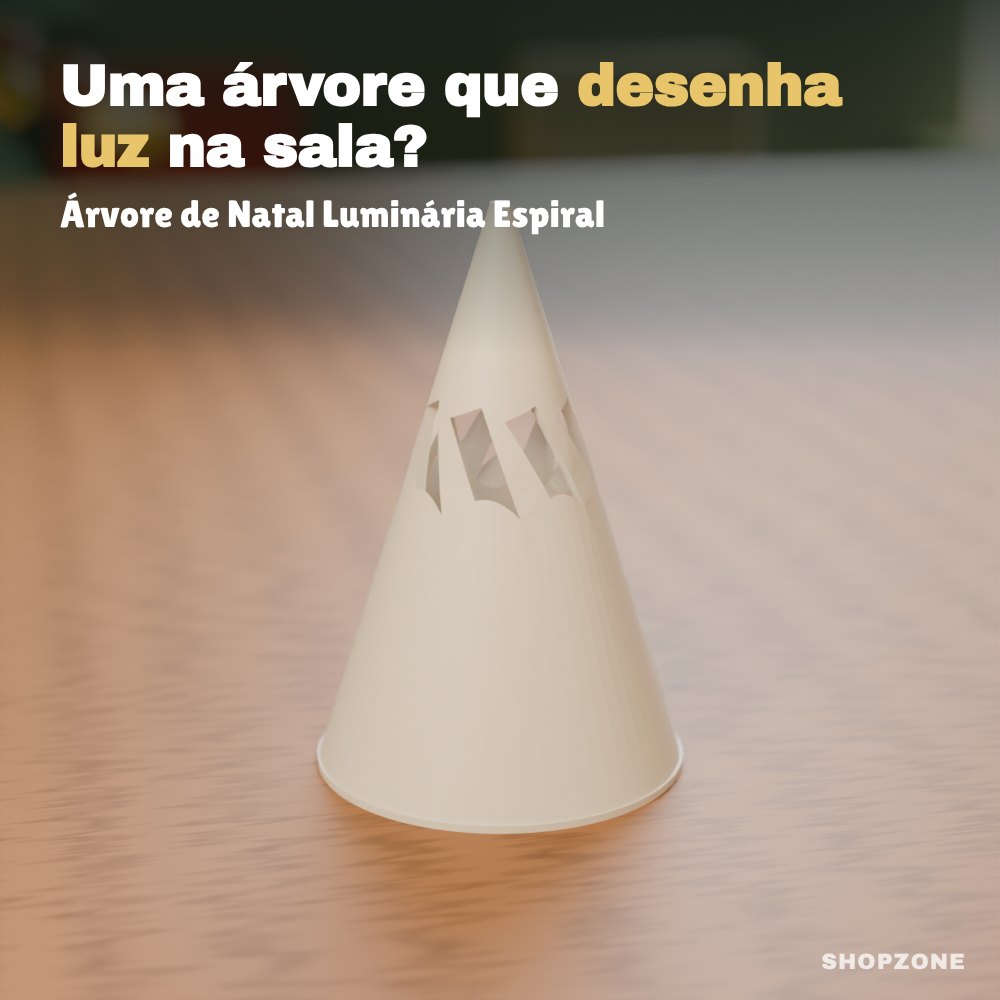 Uma árvore que desenha
luz na sala?
Árvore de Natal Luminária Espiral
SHOPZONE